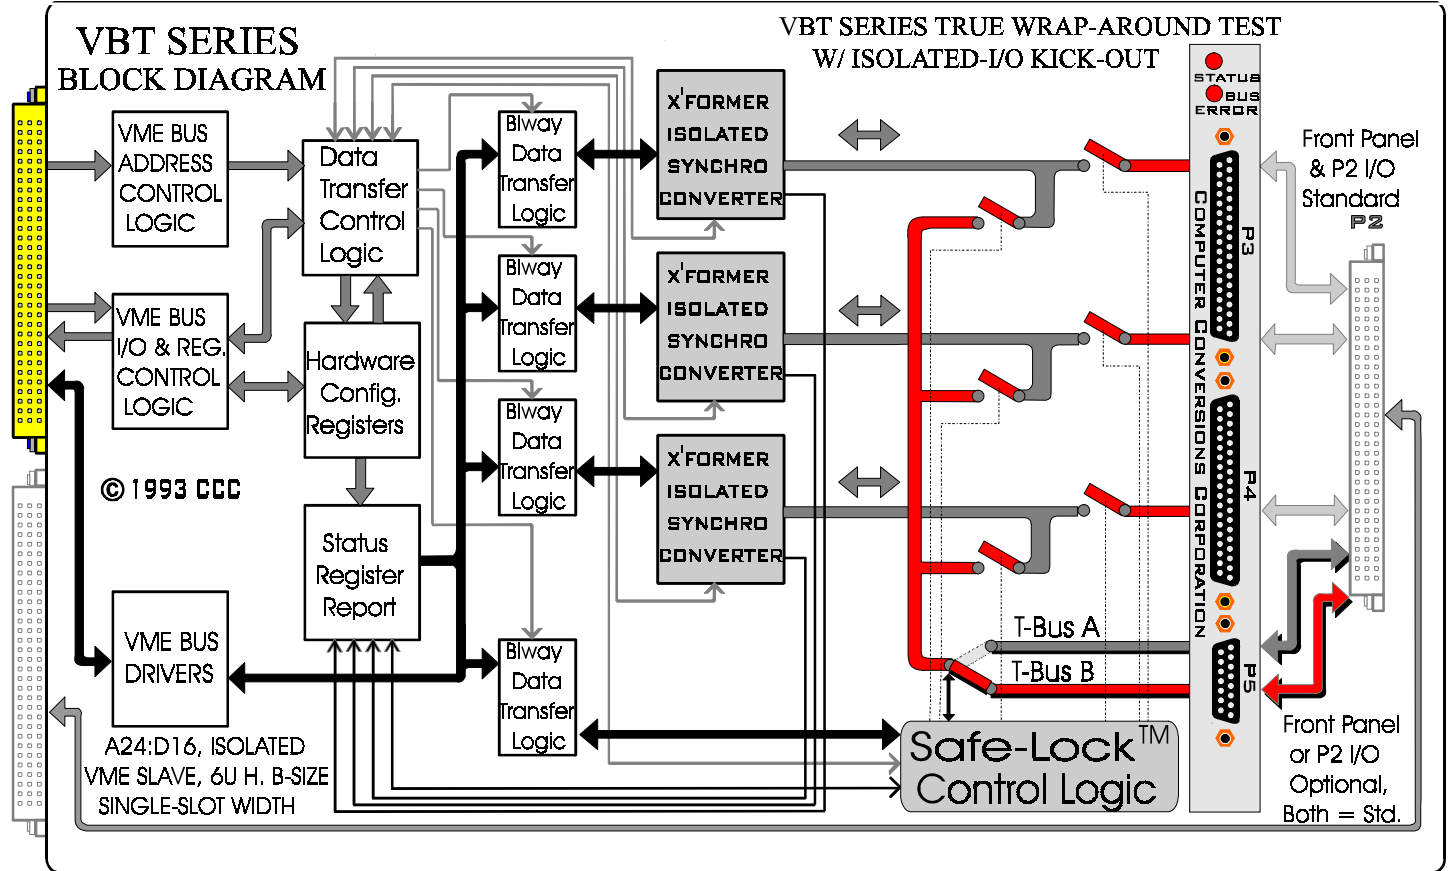 VBT SERIES
BLOCK DIAGRAM
VBT SERIES TRUE WRAP-AROUND TEST
W/ ISOLATED-I/O KICK-OUT
VME BUS
ADDRESS
CONTROL
LOGIC
Data
Transfer
Control
Logic
VME BUS
I/O & REG.
CONTROL
LOGIC
Hardware
Config.
Registers
© 1993 CCC
Status
Register
Report
VME BUS
DRIVERS
A24:D16, ISOLATED
VME SLAVE, 6U H. B-SIZE
SINGLE-SLOT WIDTH
BIway
Data
Transfer
Logic
BIway
Data
Transfer
Logic
BIway
Data
Transfer
Logic
BIway
Data
Transfer
Logic
X'FORMER
ISOLATED
SYNCHRO
CONVERTER
X'FORMER
ISOLATED
SYNCHRO
CONVERTER
X'FORMER
ISOLATED
SYNCHRO
CONVERTER
T-Bus A
T-Bus B
Safe-Lock™
Control Logic
STATUS
BUS
ERROR
COMPUTER CONVERSIONS CORPORATION
P3
P4
P5
Front Panel
& P2 I/O
Standard
P2
Front Panel
or P2 I/O
Optional,
Both = Std.